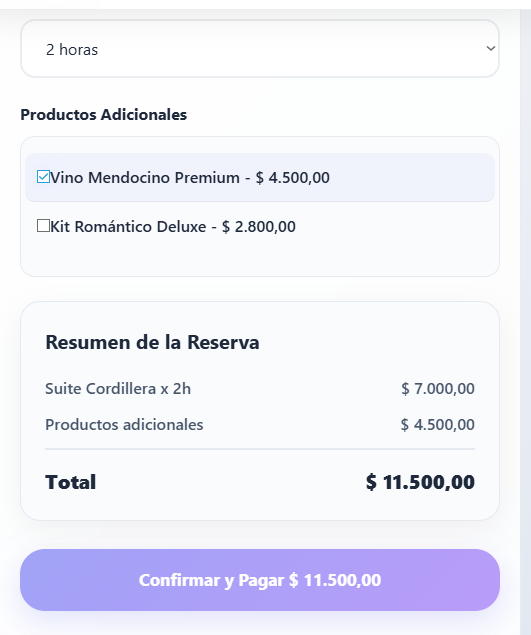 2 horas
Productos Adicionales
Vino Mendocino Premium - $ 4.500,00
Kit Romántico Deluxe - $ 2.800,00
Resumen de la Reserva
Suite Cordillera x 2h $ 7.000,00
Productos adicionales $ 4.500,00
Total $ 11.500,00
Confirmar y Pagar $ 11.500,00